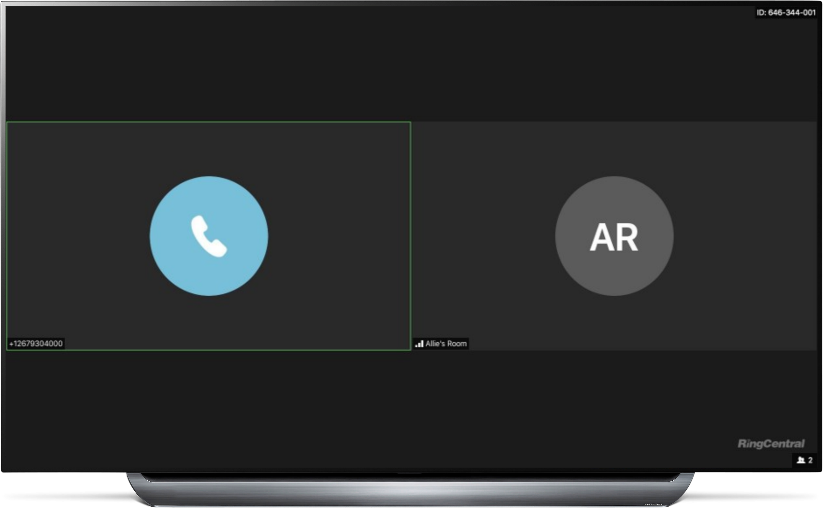 ID: 646-344-001
AR
+12679304000
Allie's Room
RingCentral
2